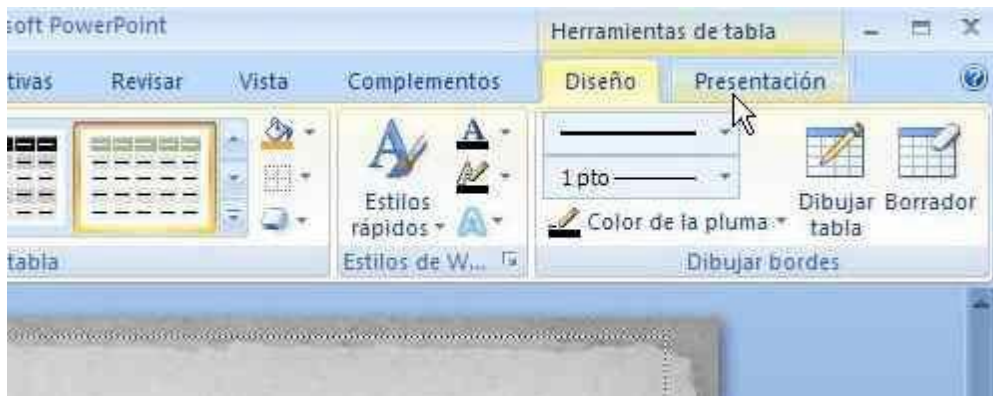 soft PowerPoint
Herramientas de tabla
tivas Revisar Vista Complementos Diseño Presentación
1 pto
Estilos
rápidos
Color de la pluma
Dibujar
tabla
Borrador
tabla
Estilos de W...
Dibujar bordes